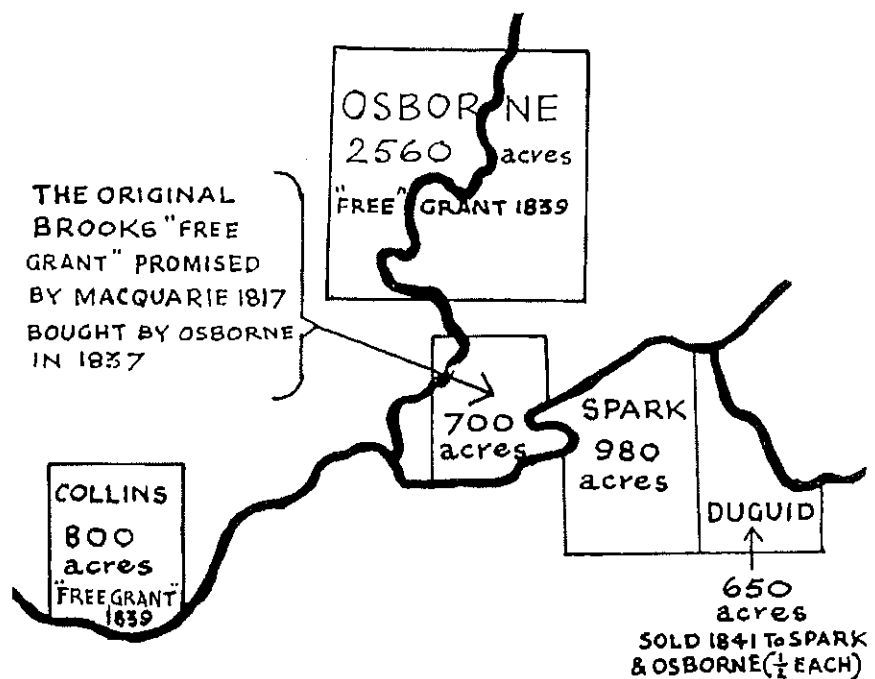 OSBORNE
2560 acres
"FREE" GRANT 1839
THE ORIGINAL
BROOKS "FREE
GRANT" PROMISED
BY MACQUARIE 1817
BOUGHT BY OSBORNE
IN 1837
700
acres
SPARK
980
acres
COLLINS
800
acres
"FREE GRANT"
1839
DUGUID
650
acres
SOLD 1841 To SPARK
& OSBORNE (½ EACH)